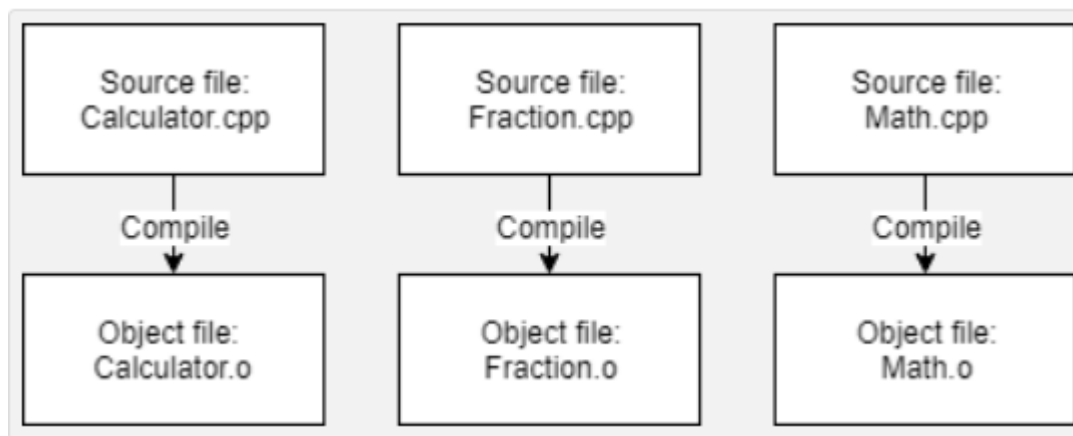 Source file:
Calculator.cpp
Source file:
Fraction.cpp
Source file:
Math.cpp
Compile
Compile
Compile
Object file:
Calculator.o
Object file:
Fraction.o
Object file:
Math.o